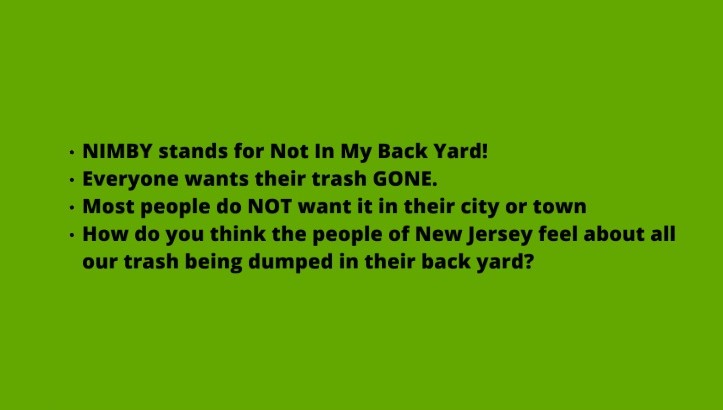 · NIMBY stands for Not In My Back Yard!
· Everyone wants their trash GONE.
· Most people do NOT want it in their city or town
· How do you think the people of New Jersey feel about all
our trash being dumped in their back yard?